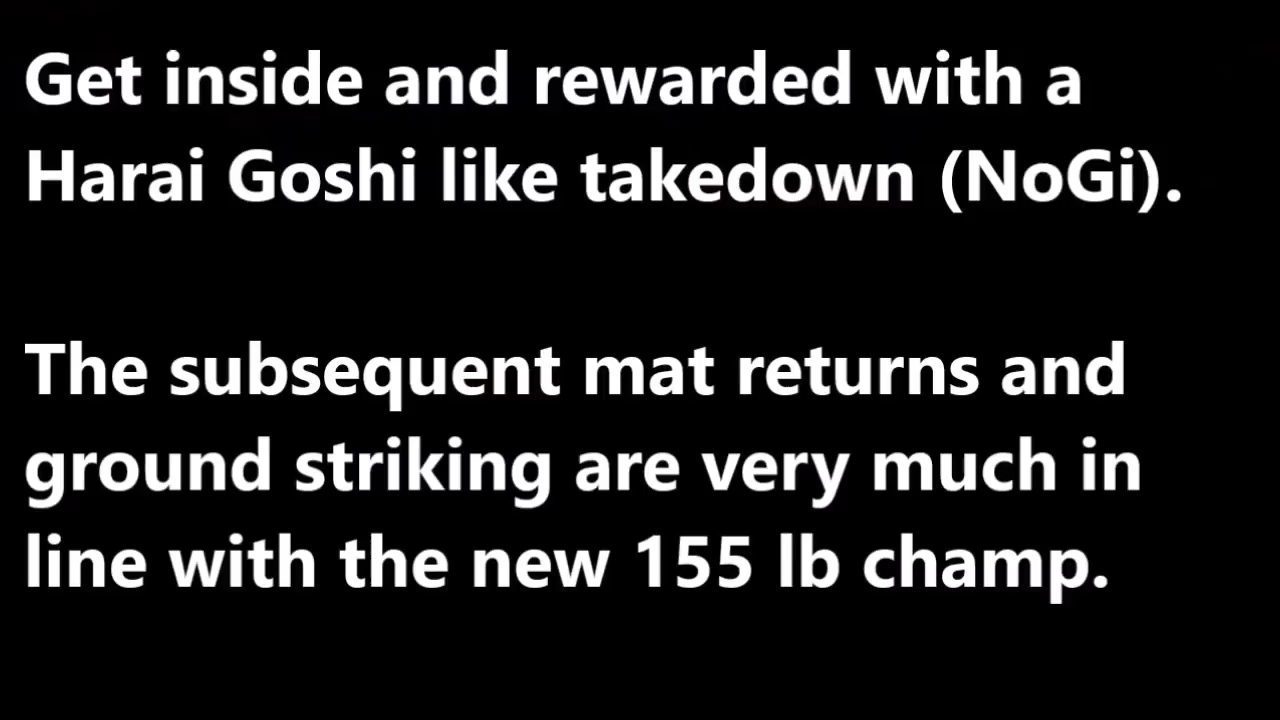 Get inside and rewarded with a
Harai Goshi like takedown (NoGi).
The subsequent mat returns and
ground striking are very much in
line with the new 155 lb champ.